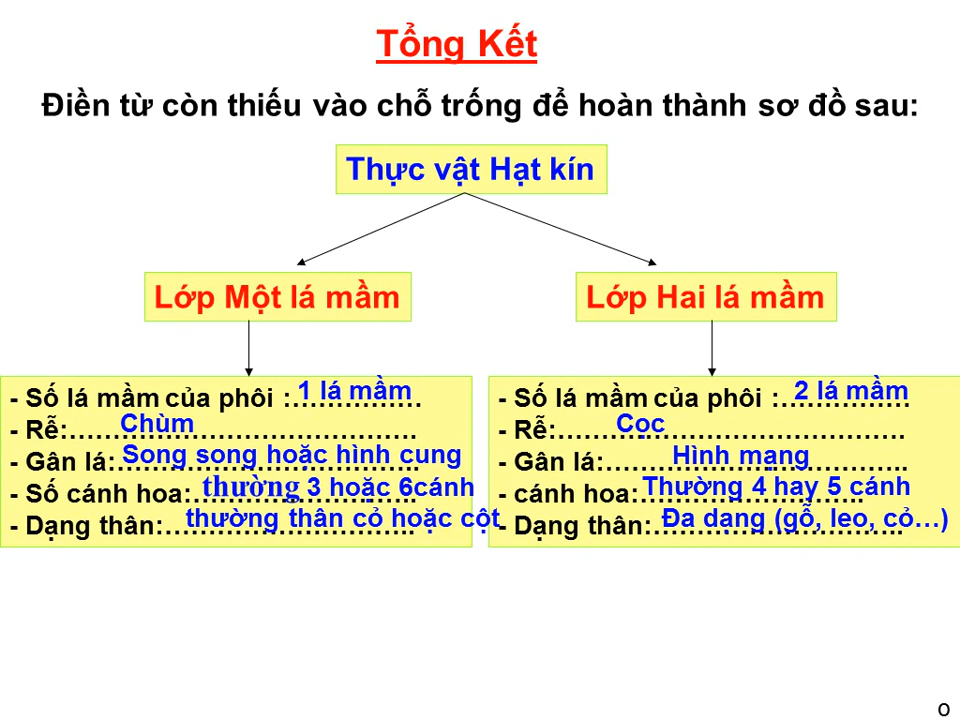 Tổng Kết
Điền từ còn thiếu vào chỗ trống để hoàn thành sơ đồ sau:
Thực vật Hạt kín
Lớp Một lá mầm
Lớp Hai lá mầm
- Số lá mầm của phôi :1 lá mầm
- Rễ: Chùm
- Gân lá: Song song hoặc hình cung
- Số cánh hoa: thường 3 hoặc 6cánh
- Dạng thân: thường thân cỏ hoặc cột
- Số lá mầm của phôi :2 lá mầm
- Rễ: Cọc
- Gân lá: Hình mạng
- cánh hoa: Thường 4 hay 5 cánh
- Dạng thân: Đa dạng (gỗ, leo, cỏ…)
o